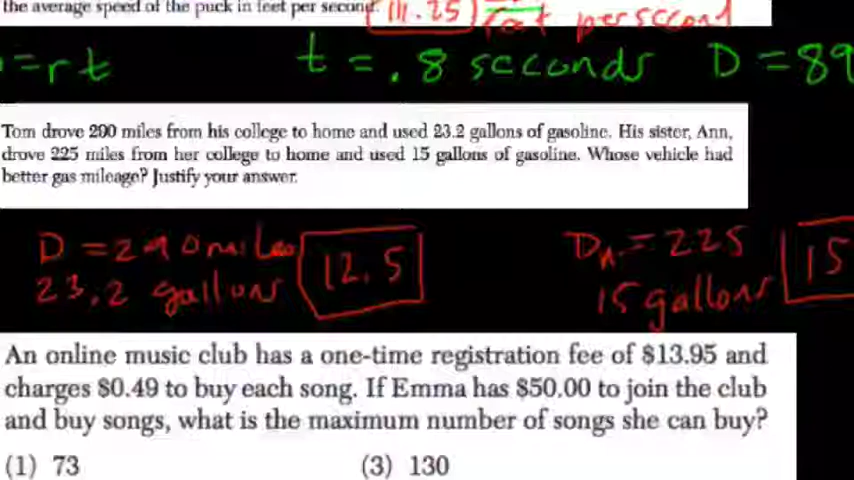 the average speed of the puck in feet per second. 111.25 feet per second
=rt t = .8 seconds D = 89
Tom drove 290 miles from his college to home and used 23.2 gallons of gasoline. His sister, Ann,
drove 225 miles from her college to home and used 15 gallons of gasoline. Whose vehicle had
better gas mileage? Justify your answer.
D = 290 miles 12.5 DA = 225 15
23.2 gallons 15 gallons
An online music club has a one-time registration fee of $13.95 and
charges $0.49 to buy each song. If Emma has $50.00 to join the club
and buy songs, what is the maximum number of songs she can buy?
(1) 73 (3) 130